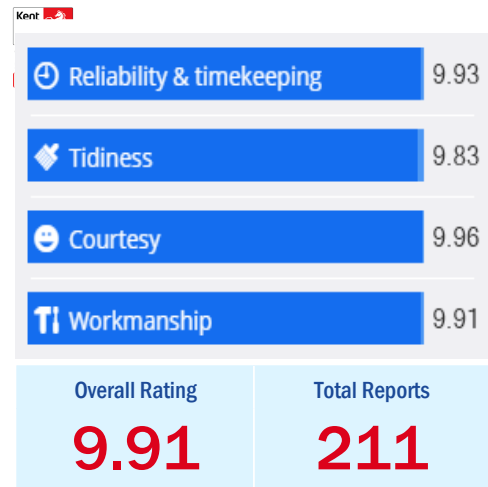 Kent
Reliability & timekeeping 9.93
Tidiness 9.83
Courtesy 9.96
Workmanship 9.91
Overall Rating Total Reports
9.91 211